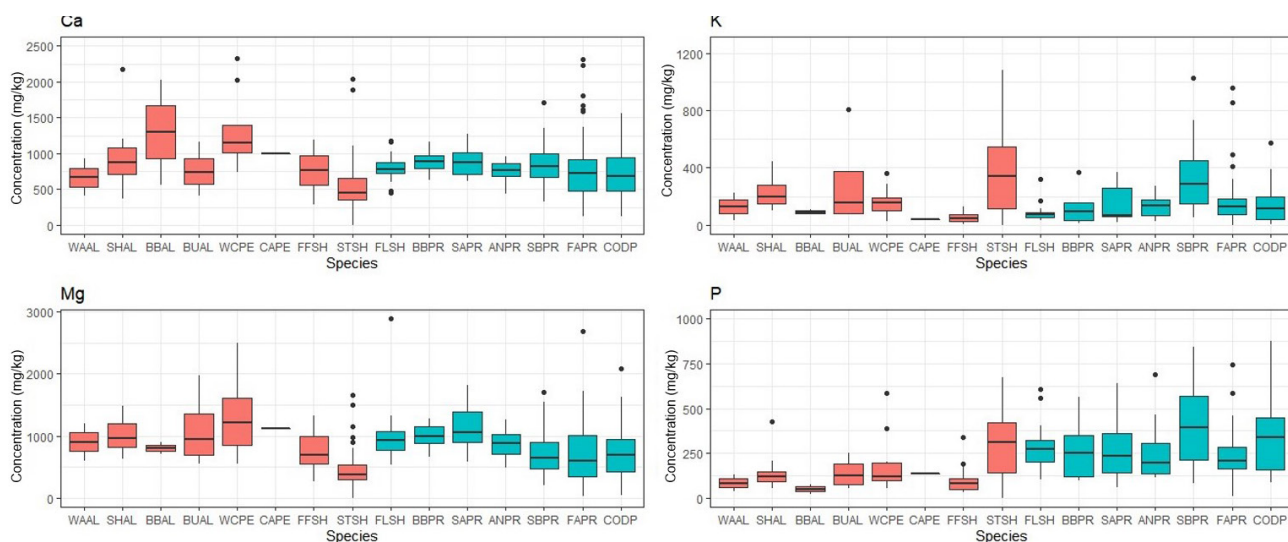 Ca
Concentration (mg/kg)
2500
2000
1500
1000
500
0
WAAL SHAL BBAL BUAL WCPE CAPE FFSH STSH FLSH BBPR SAPR ANPR SBPR FAPR CODP
Species
K
Concentration (mg/kg)
1200
800
400
0
WAAL SHAL BBAL BUAL WCPE CAPE FFSH STSH FLSH BBPR SAPR ANPR SBPR FAPR CODP
Species
Mg
Concentration (mg/kg)
3000
2000
1000
0
WAAL SHAL BBAL BUAL WCPE CAPE FFSH STSH FLSH BBPR SAPR ANPR SBPR FAPR CODP
Species
P
Concentration (mg/kg)
1000
750
500
250
0
WAAL SHAL BBAL BUAL WCPE CAPE FFSH STSH FLSH BBPR SAPR ANPR SBPR FAPR CODP
Species